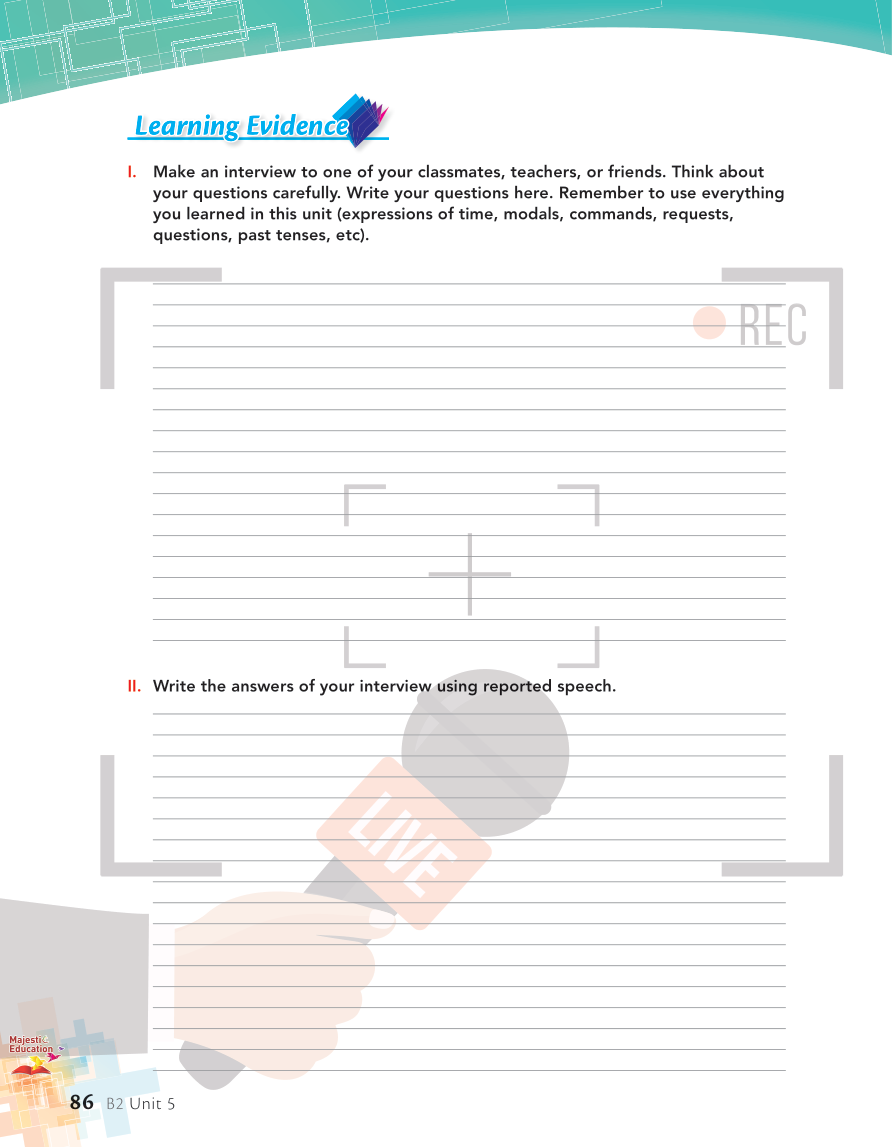 Learning Evidence
I. Make an interview to one of your classmates, teachers, or friends. Think about
your questions carefully. Write your questions here. Remember to use everything
you learned in this unit (expressions of time, modals, commands, requests,
questions, past tenses, etc).
REC
II. Write the answers of your interview using reported speech.
LIVE
Majestic
Education
86 B2 Unit 5